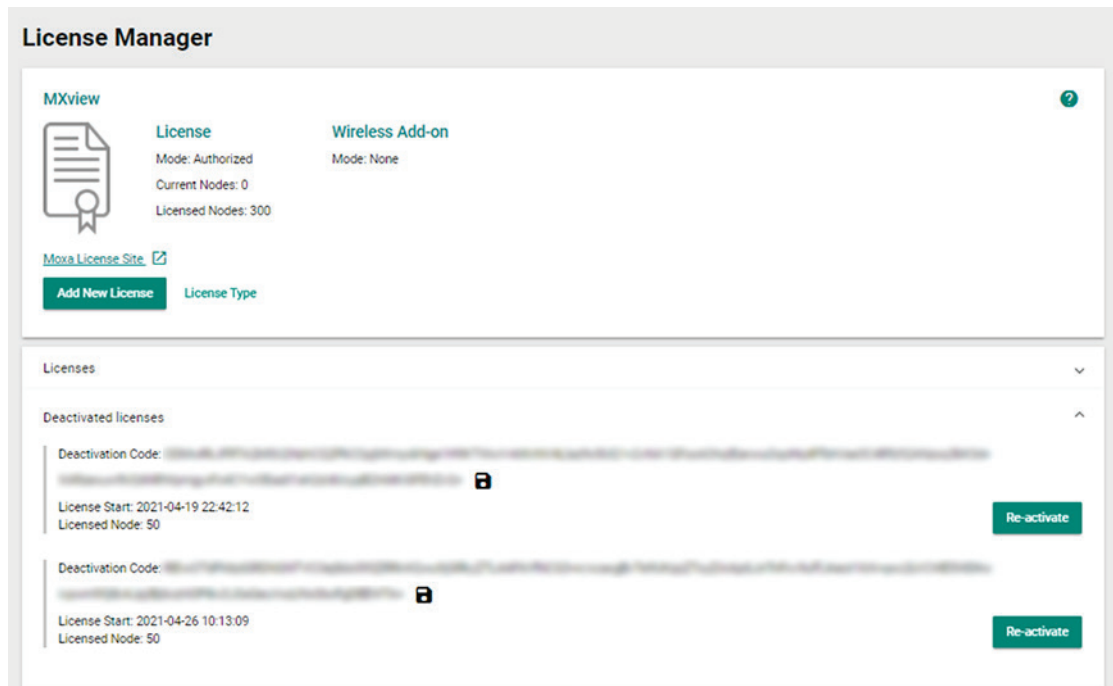 License Manager
MXview
License
Mode: Authorized
Current Nodes: 0
Licensed Nodes: 300
Wireless Add-on
Mode: None
Moxa License Site
Add New License
License Type
Licenses
Deactivated licenses
Deactivation Code:
License Start: 2021-04-19 22:42:12
Licensed Node: 50
Re-activate
Deactivation Code:
License Start: 2021-04-26 10:13:09
Licensed Node: 50
Re-activate